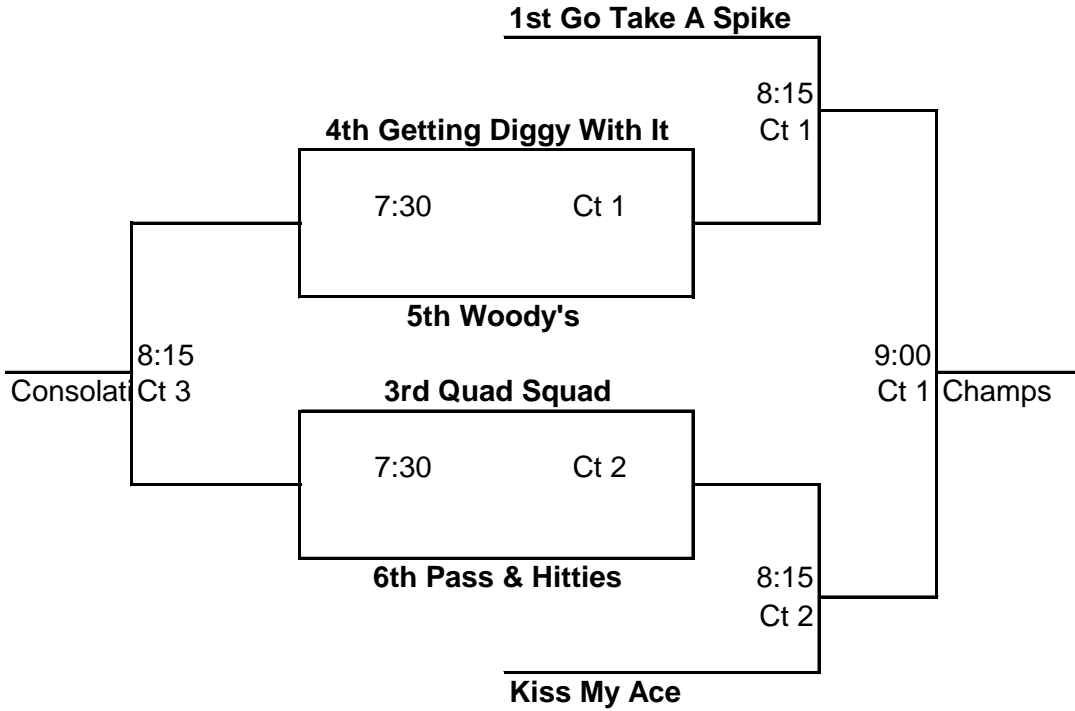 1st Go Take A Spike
8:15
Ct 1
4th Getting Diggy With It
7:30 Ct 1
5th Woody's
8:15
Ct 3
Consolati
3rd Quad Squad
9:00
Ct 1
Champs
7:30 Ct 2
6th Pass & Hitties
8:15
Ct 2
Kiss My Ace